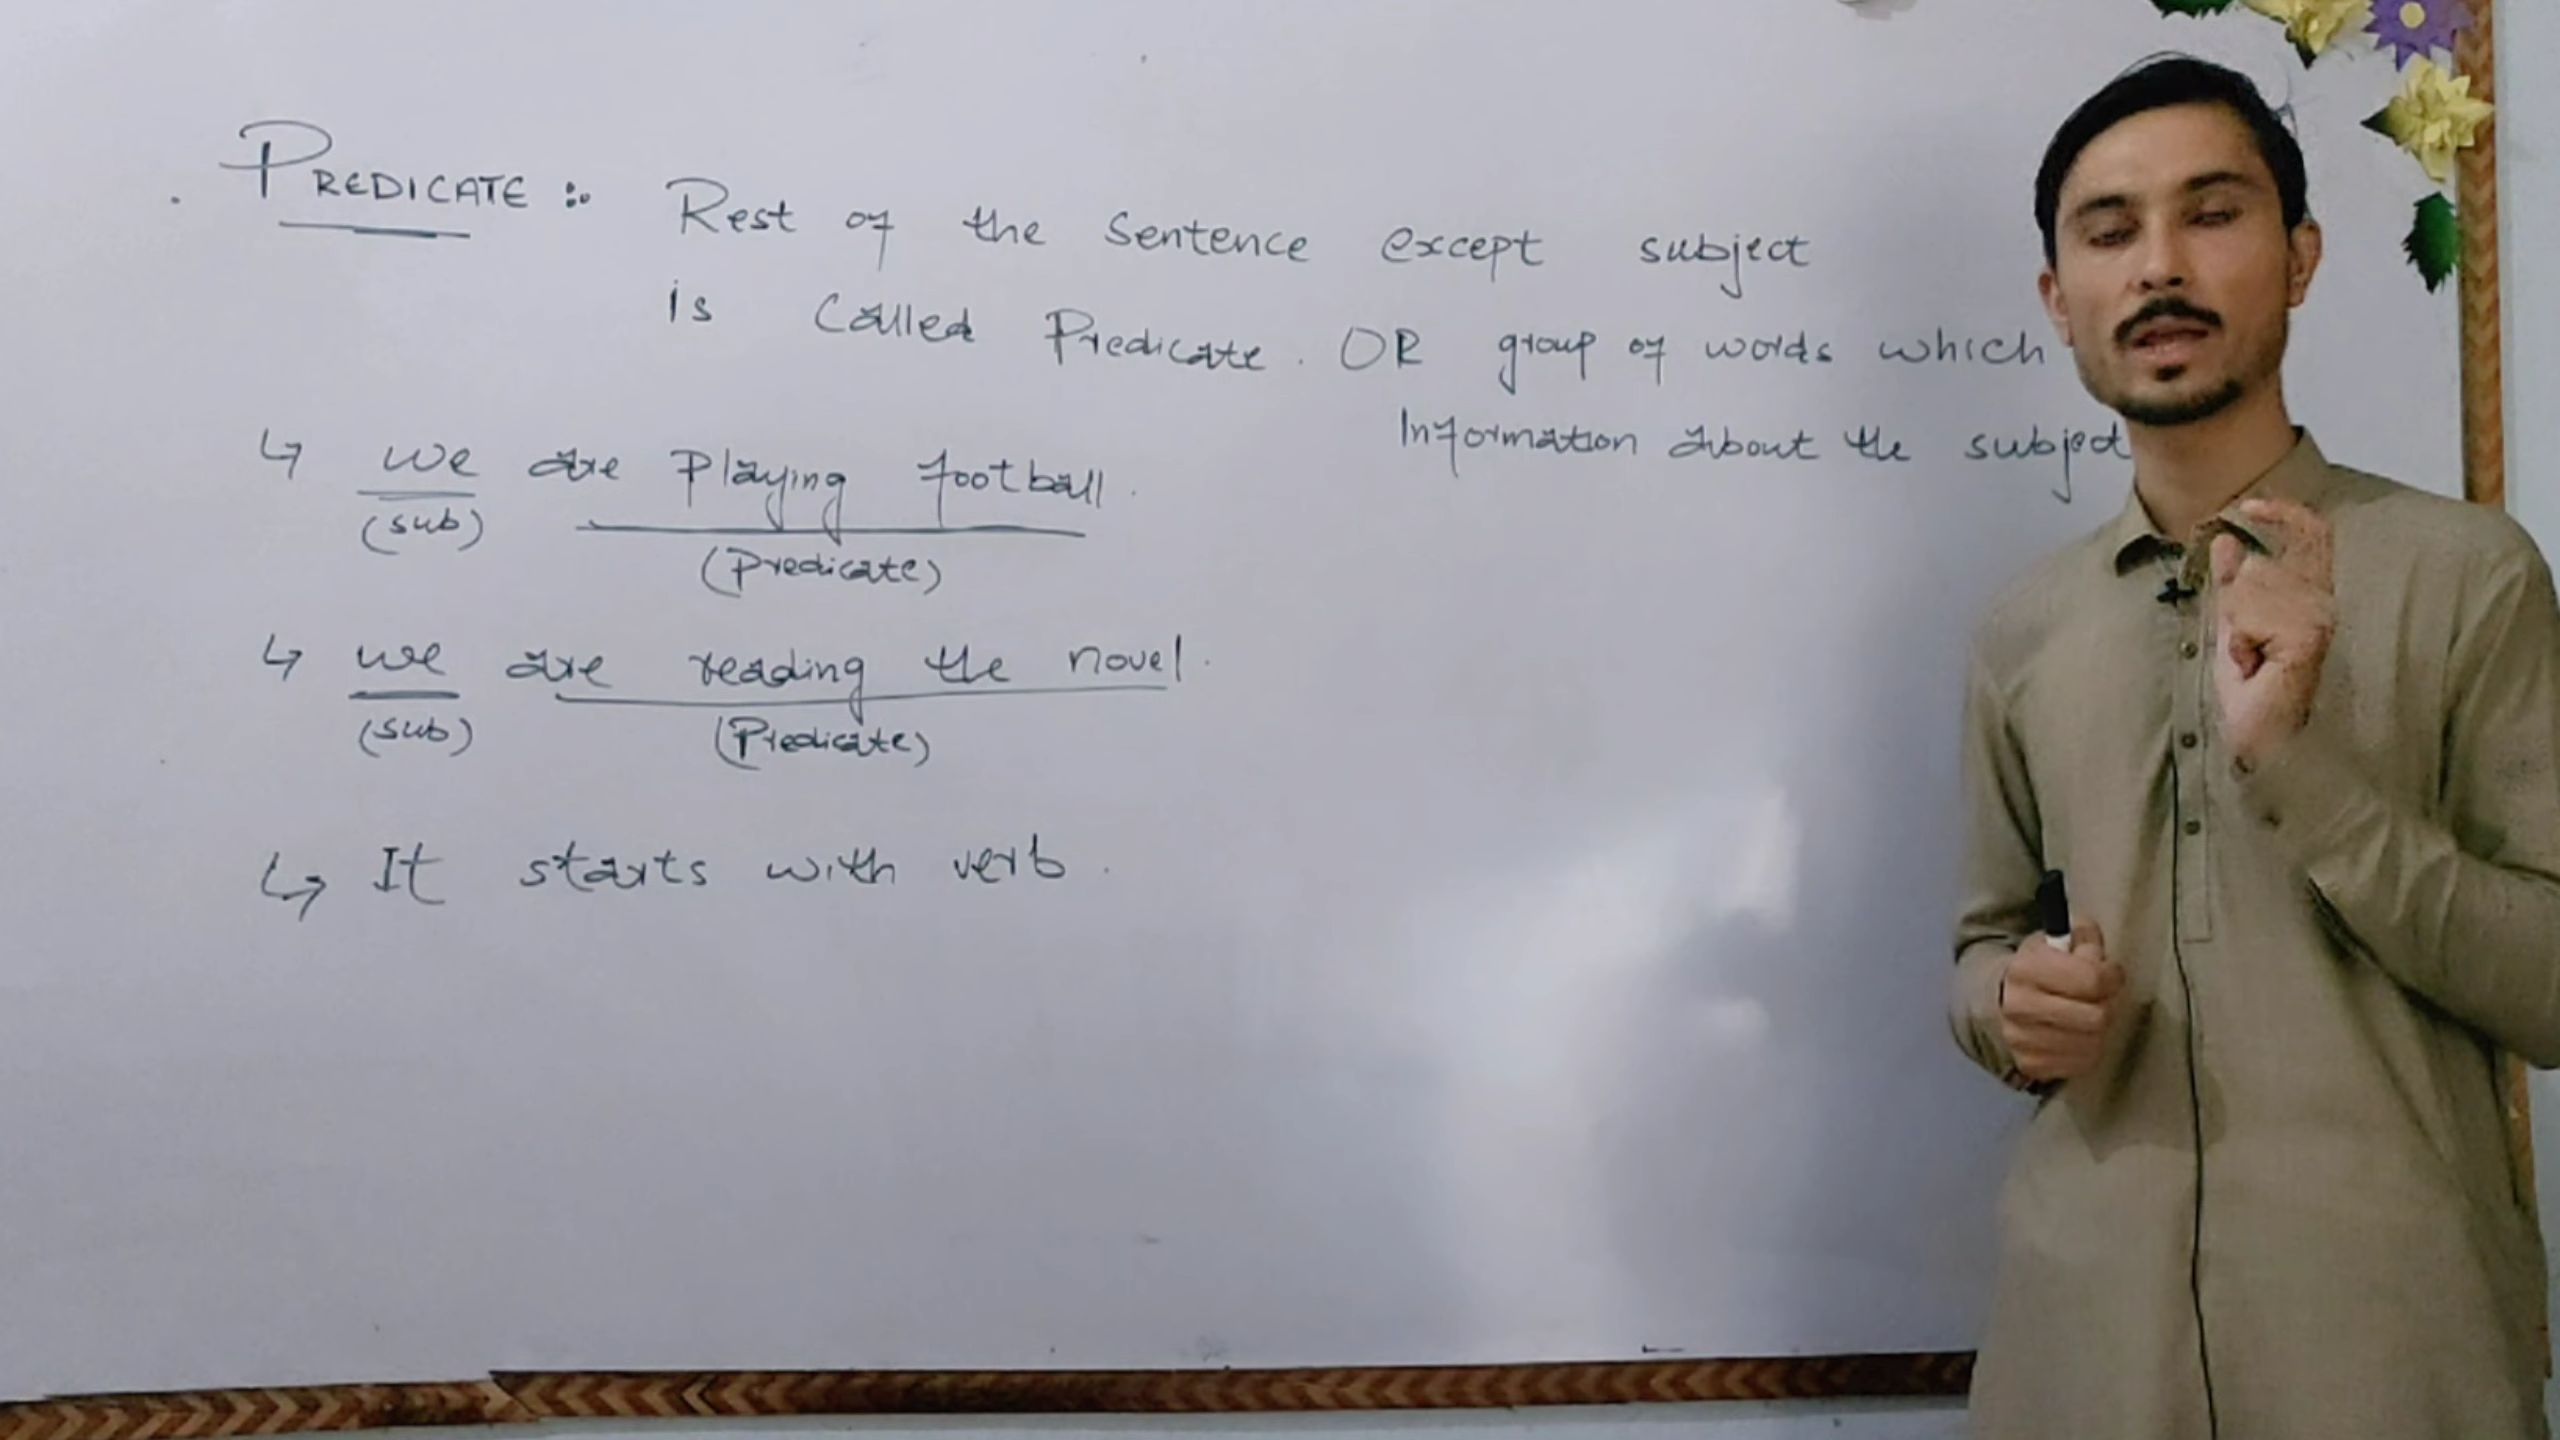 PREDICATE :. Rest of the Sentence except subject
is Called Predicate. OR group of words which
Information about the subject
↳ we are Playing football.
(sub) (Predicate)
↳ we are reading the novel.
(sub) (Predicate)
↳ It starts with verb.